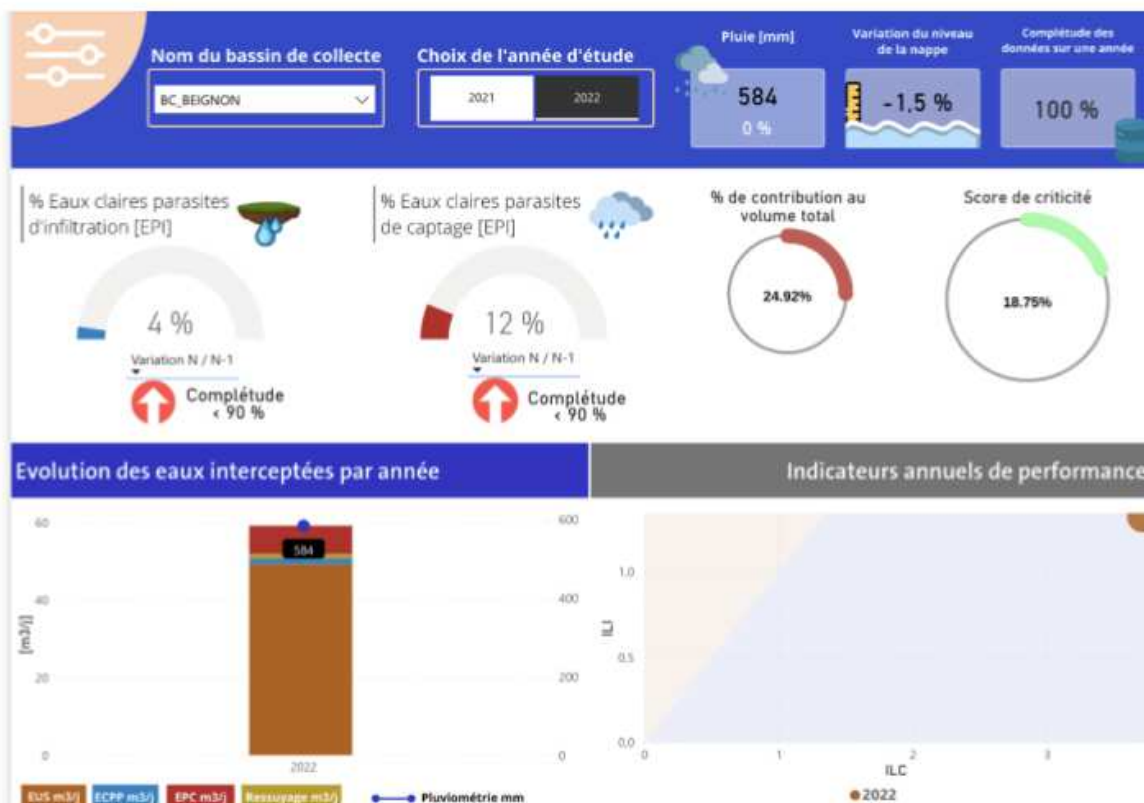 Nom du bassin de collecte
BC_BEIGNON
Choix de l'année d'étude
2021
2022
Pluie [mm]
584
0 %
Variation du niveau
de la nappe
-1.5 %
Complétude des
données sur une année
100 %
% Eaux claires parasites
d'infiltration [EPI]
4 %
Variation N / N-1
Complétude
< 90 %
% Eaux claires parasites
de captage [EPI]
12 %
Variation N / N-1
Complétude
< 90 %
% de contribution au
volume total
24.92%
Score de criticité
18.75%
Evolution des eaux interceptées par année
60
40
20
0
[m3/j]
584
600
400
200
0
2022
EUS m3/j
ECPP m3/j
EPC m3/j
Ressuyage m3/j
Pluviométrie mm
Indicateurs annuels de performance
ILI
1.0
0.5
0.0
0
1
2
3
ILC
2022